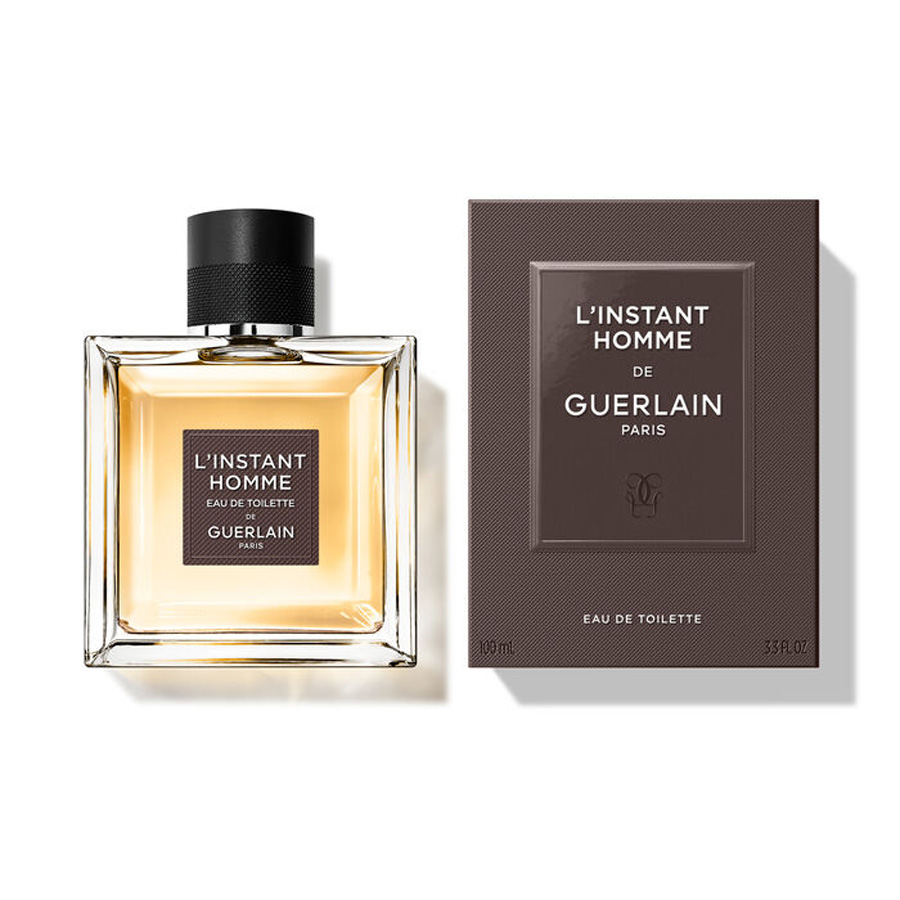 L'INSTANT
HOMME
EAU DE TOILETTE
DE
GUERLAIN
PARIS
L'INSTANT
HOMME
DE
GUERLAIN
PARIS
EAU DE TOILETTE
100 ml. 3.3 FL. OZ